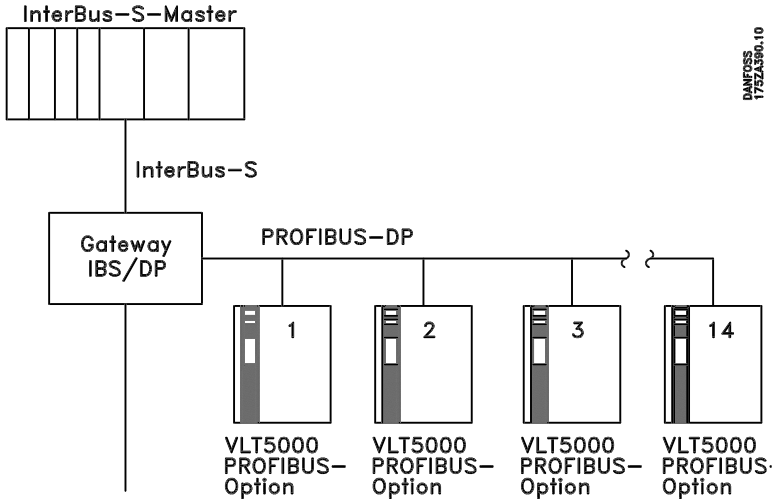 InterBus-S-Master
DANFOSS
175ZA390.10
InterBus-S
Gateway
IBS/DP
PROFIBUS-DP
1
2
3
14
VLT5000
PROFIBUS-
Option
VLT5000
PROFIBUS-
Option
VLT5000
PROFIBUS-
Option
VLT5000
PROFIBUS-
Option